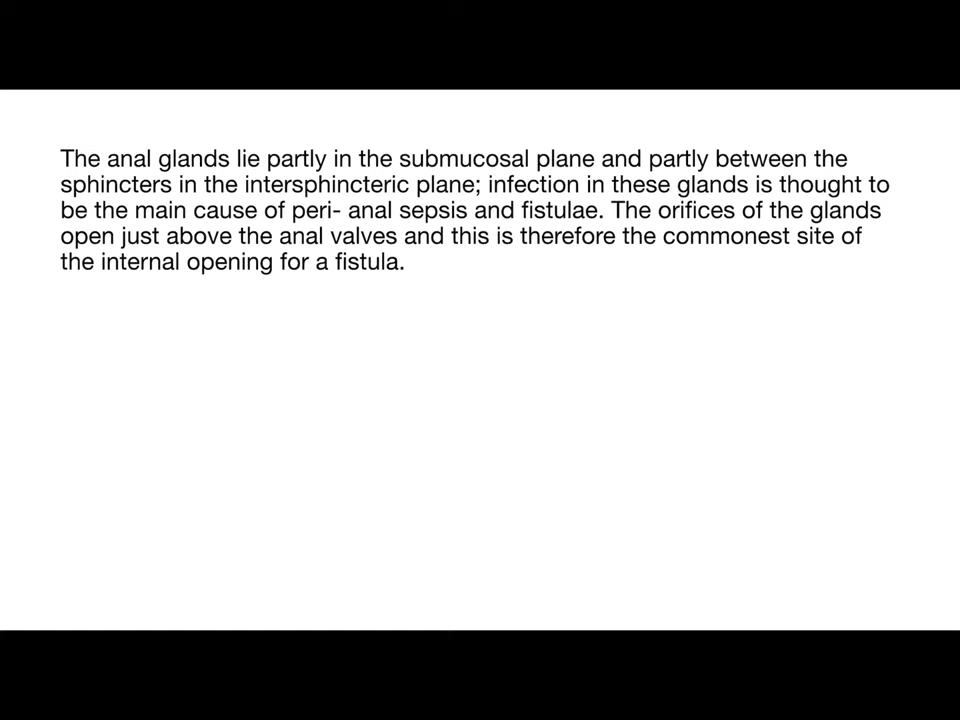 The anal glands lie partly in the submucosal plane and partly between the
sphincters in the intersphincteric plane; infection in these glands is thought to
be the main cause of peri- anal sepsis and fistulae. The orifices of the glands
open just above the anal valves and this is therefore the commonest site of
the internal opening for a fistula.